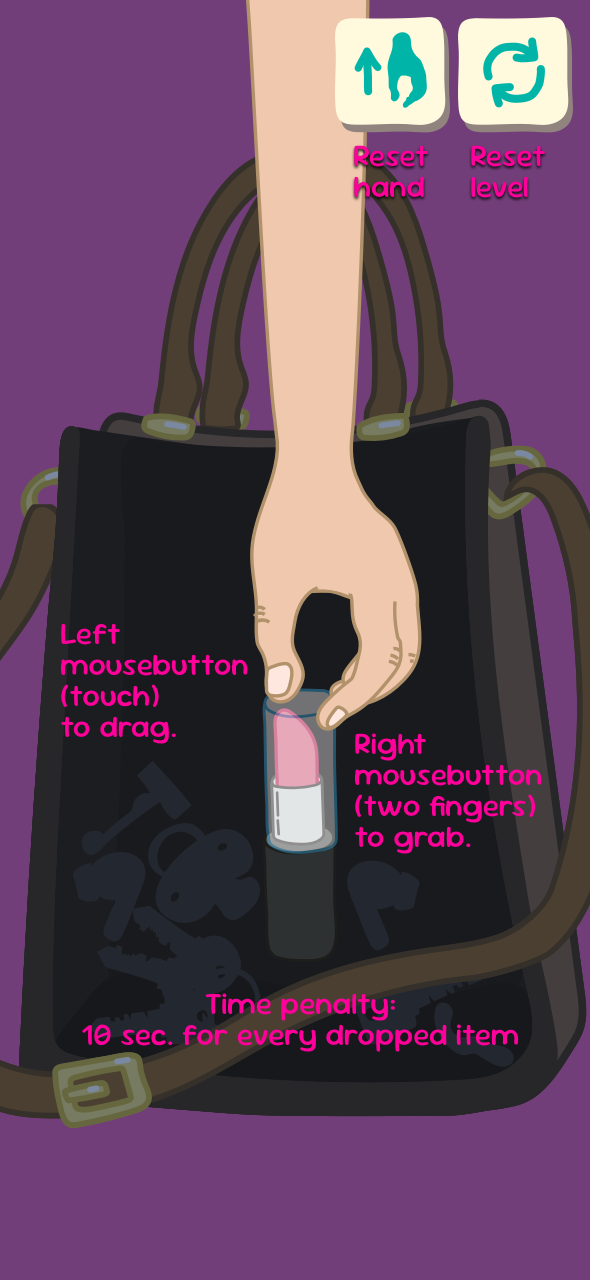 Reset
hand
Reset
level
Left
mousebutton
(touch)
to drag.
Right
mousebutton
(two fingers)
to grab.
Time penalty:
10 sec. for every dropped item